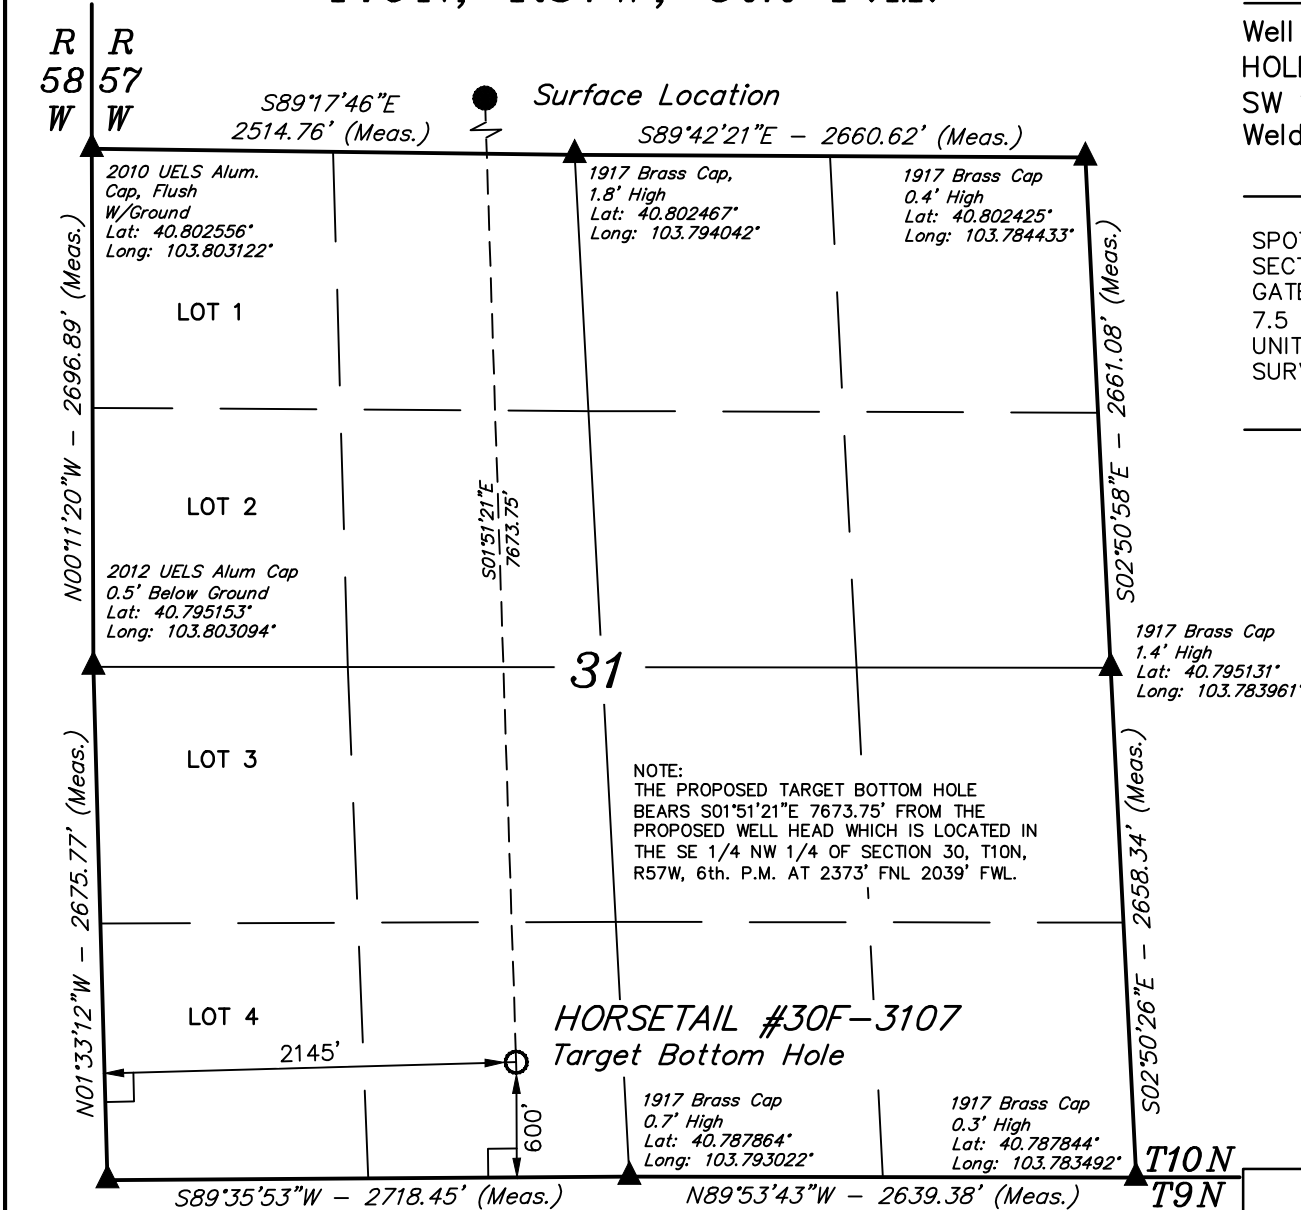 R R
58 57
W W
S89°17'46"E
2514.76' (Meas.)
Surface Location
S89°42'21"E - 2660.62' (Meas.)
Well
SW
Weld
2010 UELS Alum.
Cap, Flush
W/Ground
Lat: 40.802556°
Long: 103.803122°
1917 Brass Cap,
1.8' High
Lat: 40.802467°
Long: 103.794042°
1917 Brass Cap
0.4' High
Lat: 40.802425°
Long: 103.784433°
7.5
N00°11'20"W - 2696.89' (Meas.)
S02°50'58"E - 2661.08' (Meas.)
LOT 1
LOT 2
S01°51'21"E
7673.75'
2012 UELS Alum Cap
0.5' Below Ground
Lat: 40.795153°
Long: 103.803094°
1917 Brass Cap
1.4' High
Lat: 40.795131°
Long: 103.783961°
31
LOT 3
NOTE:
THE PROPOSED TARGET BOTTOM HOLE
BEARS S01°51'21"E 7673.75' FROM THE
PROPOSED WELL HEAD WHICH IS LOCATED IN
THE SE 1/4 NW 1/4 OF SECTION 30, T10N,
R57W, 6th. P.M. AT 2373' FNL 2039' FWL.
N01°33'12"W - 2675.77' (Meas.)
S02°50'26"E - 2658.34' (Meas.)
LOT 4
HORSETAIL #30F-3107
Target Bottom Hole
2145'
600'
1917 Brass Cap
0.7' High
Lat: 40.787864°
Long: 103.793022°
1917 Brass Cap
0.3' High
Lat: 40.787844°
Long: 103.783492°
T10N
T9N
S89°35'53"W - 2718.45' (Meas.)
N89°53'43"W - 2639.38' (Meas.)